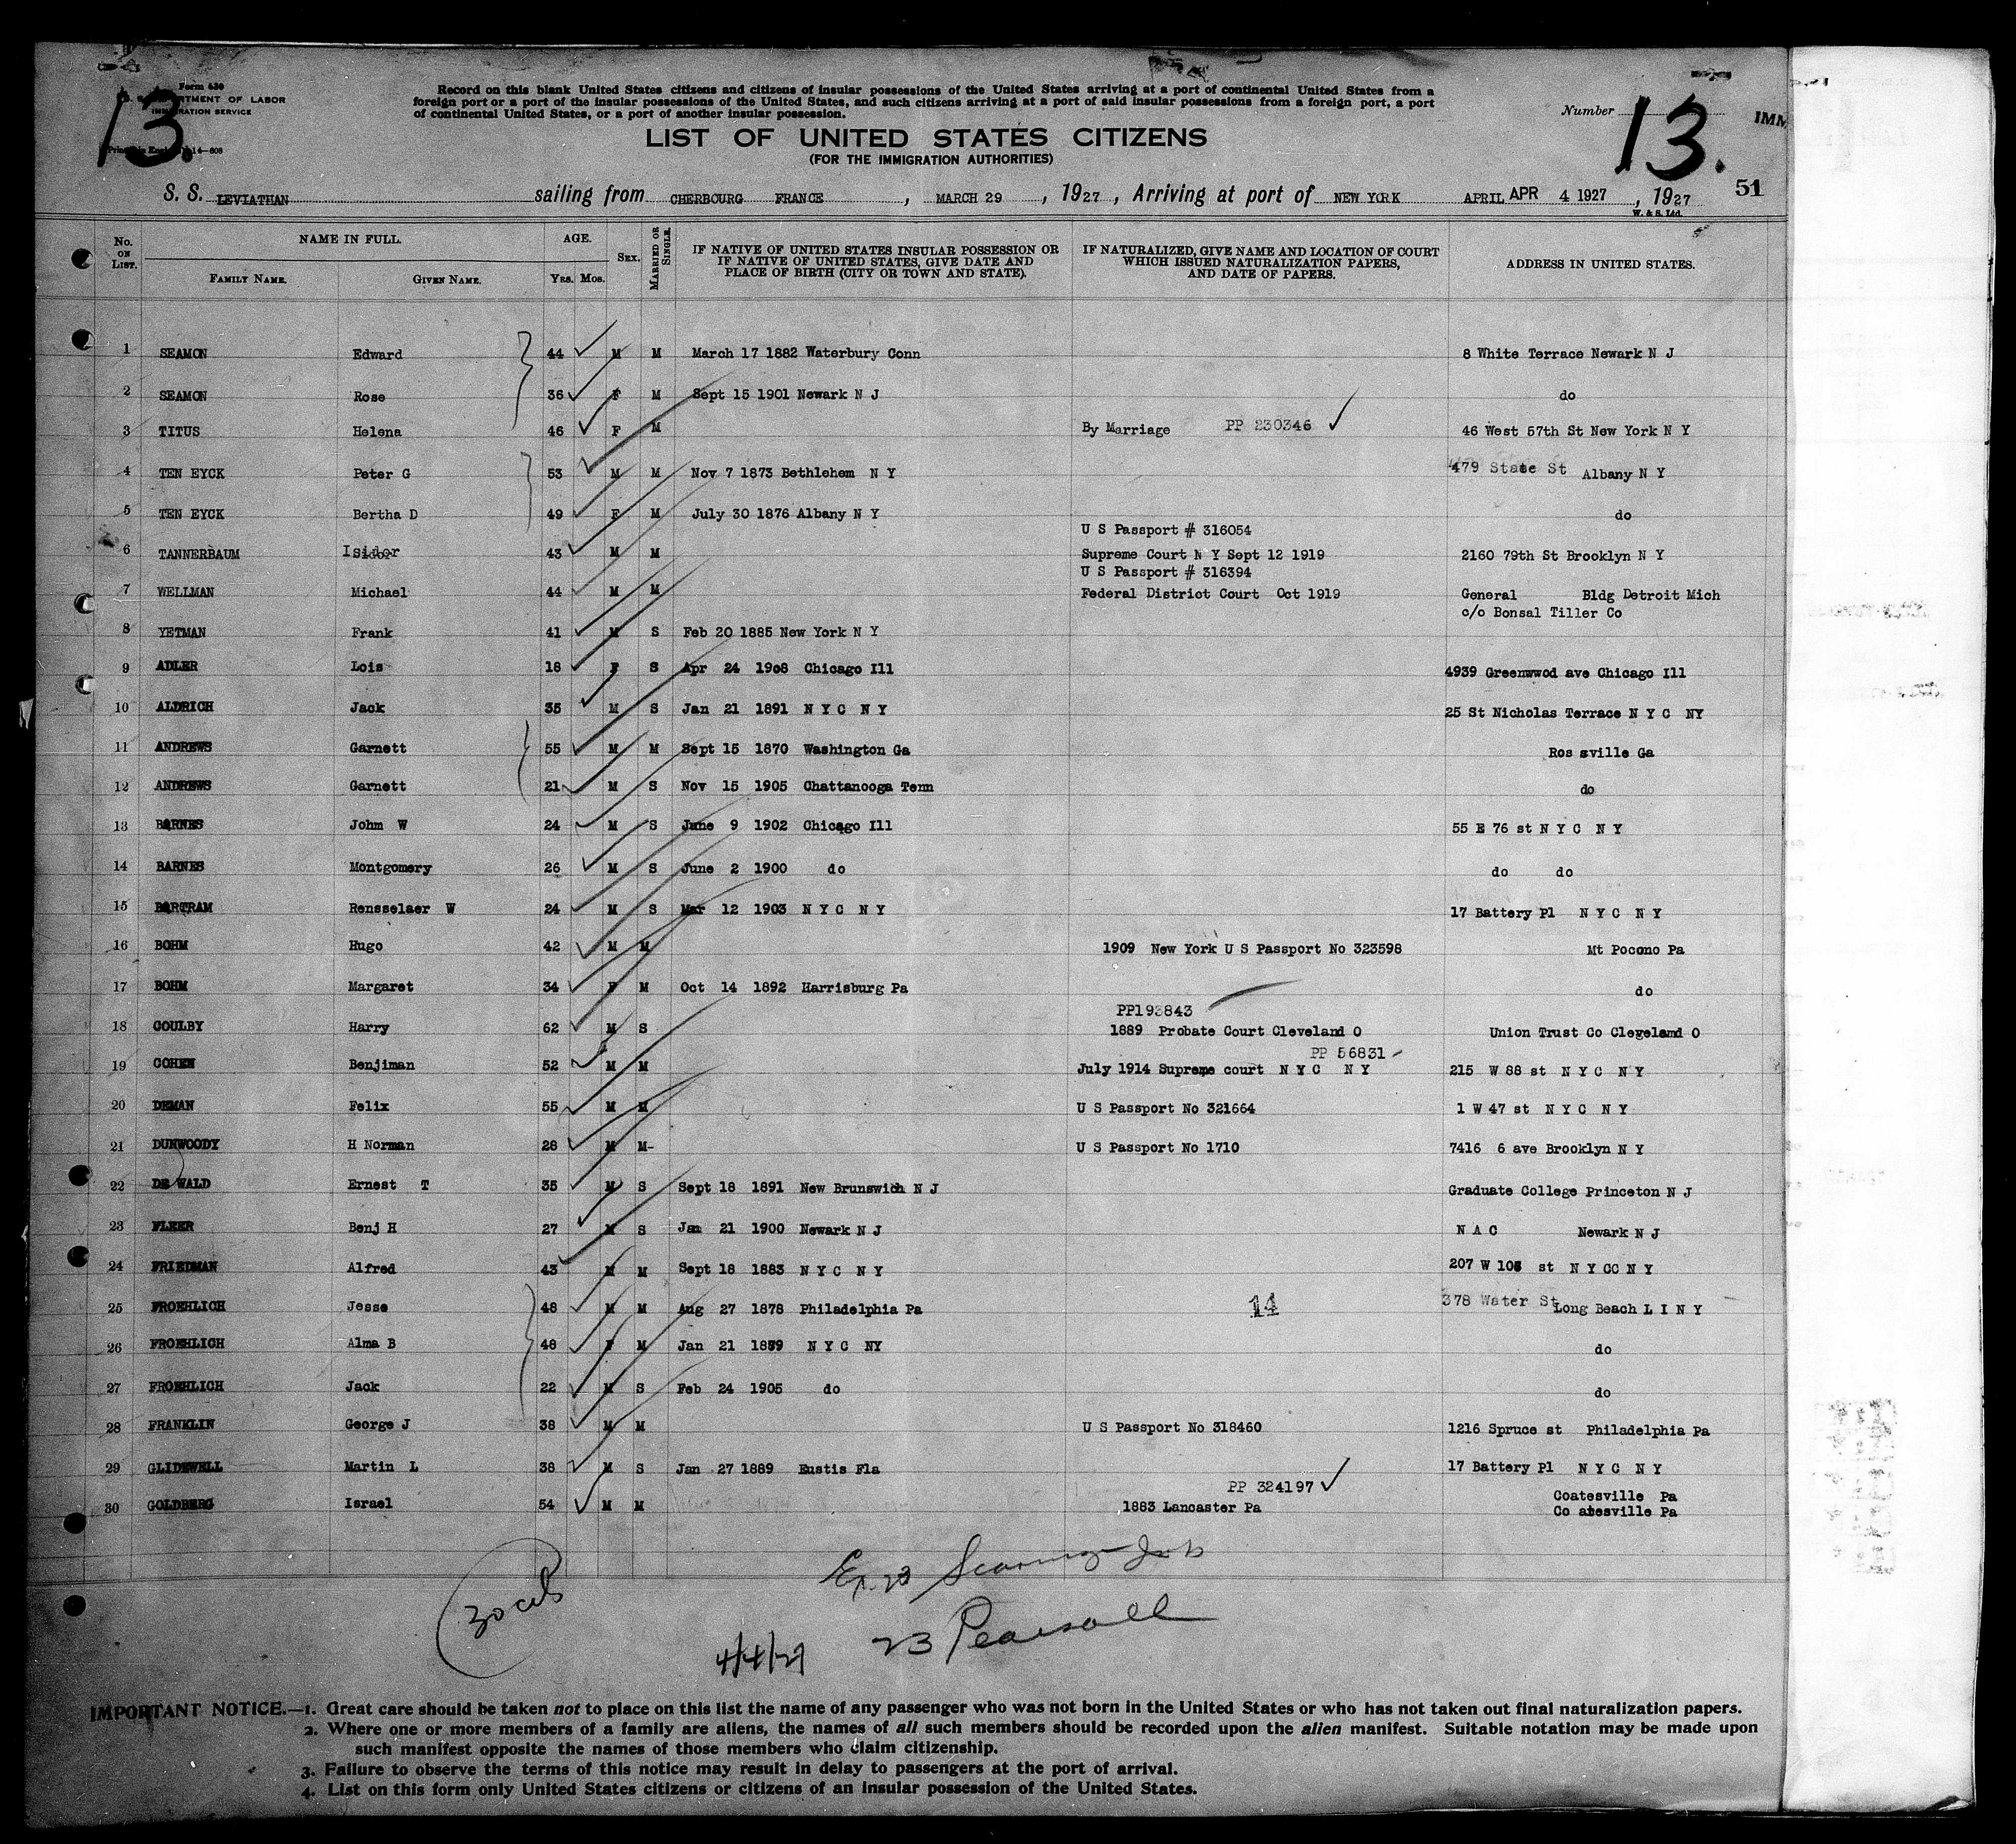 13.
Form 630
U. S. DEPARTMENT OF LABOR
IMMIGRATION SERVICE
Record on this blank United States citizens and citizens of insular possessions of the United States arriving at a port of continental United States from a
foreign port or a port of the insular possessions of the United States, and such citizens arriving at a port of said insular possessions from a foreign port, a port
of continental United States, or a port of another insular possession.
Number 13.
IMM
LIST OF UNITED STATES CITIZENS
(FOR THE IMMIGRATION AUTHORITIES)
S. S. LEVIATHAN sailing from CHERBOURG FRANCE , MARCH 29 , 1927 , Arriving at port of NEW YORK APRIL APR 4 1927 , 1927 51
W. & S. Ltd.
No. ON LIST. NAME IN FULL. AGE. SEX. MARRIED OR SINGLE. IF NATIVE OF UNITED STATES INSULAR POSSESSION OR IF NATIVE OF UNITED STATES, GIVE DATE AND PLACE OF BIRTH (CITY OR TOWN AND STATE). IF NATURALIZED, GIVE NAME AND LOCATION OF COURT WHICH ISSUED NATURALIZATION PAPERS, AND DATE OF PAPERS. ADDRESS IN UNITED STATES.
FAMILY NAME. GIVEN NAME. YRS. MOS.
1 SEAMON Edward 44 M M March 17 1882 Waterbury Conn 8 White Terrace Newark N J
2 SEAMON Rose 36 F M Sept 15 1901 Newark N J do
3 TITUS Helena 46 F M By Marriage PP 230346 46 West 57th St New York N Y
4 TEN EYCK Peter G 53 M M Nov 7 1873 Bethlehem N Y 479 State St Albany N Y
5 TEN EYCK Bertha D 49 F M July 30 1876 Albany N Y do
U S Passport # 316054
6 TANNERBAUM Isidor 43 M M Supreme Court N Y Sept 12 1919 2160 79th St Brooklyn N Y
U S Passport # 316394
7 WELLMAN Michael 44 M M Federal District Court Oct 1919 General Bldg Detroit Mich
c/o Bonsal Tiller Co
8 YETMAN Frank 41 M S Feb 20 1885 New York N Y
9 ADLER Lois 18 F S Apr 24 1908 Chicago Ill 4939 Greenwwod ave Chicago Ill
10 ALDRICH Jack 35 M S Jan 21 1891 N Y C N Y 25 St Nicholas Terrace N Y C NY
11 ANDREWS Garnett 55 M M Sept 15 1870 Washington Ga Ros sville Ga
12 ANDREWS Garnett 21 M S Nov 15 1905 Chattanooga Tenn do
13 BARNES John W 24 M S June 9 1902 Chicago Ill 55 E 76 st N Y C N Y
14 BARNES Montgomery 26 M S June 2 1900 do do do
15 BARTRAM Rensselaer W 24 M S Mar 12 1903 N Y C N Y 17 Battery Pl N Y C N Y
16 BOHM Hugo 42 M M 1909 New York U S Passport No 323598 Mt Pocono Pa
17 BOHM Margaret 34 F M Oct 14 1892 Harrisburg Pa do
PP193843
18 COULBY Harry 62 M S 1889 Probate Court Cleveland O Union Trust Co Cleveland O
PP 56831
19 COHEN Benjiman 52 M M July 1914 Supreme court N Y C N Y 215 W 88 st N Y C N Y
20 DEMAN Felix 55 M M U S Passport No 321664 1 W 47 st N Y C N Y
21 DUNWOODY H Norman 28 M M- U S Passport No 1710 7416 6 ave Brooklyn N Y
22 DE WALD Ernest T 35 M S Sept 18 1891 New Brunswich N J Graduate College Princeton N J
23 FLEER Benj H 27 M S Jan 21 1900 Newark N J N A C Newark N J
24 FRIEDMAN Alfred 43 M M Sept 18 1883 N Y C N Y 207 W 105 st N Y CC N Y
25 FROEHLICH Jesse 48 M M Aug 27 1878 Philadelphia Pa 14 378 Water St Long Beach L I N Y
26 FROEHLICH Alma B 48 F M Jan 21 1859 N Y C NY do
27 FROEHLICH Jack 22 M S Feb 24 1905 do do
28 FRANKLIN George J 38 M M U S Passport No 318460 1216 Spruce st Philadelphia Pa
29 GLIDEWELL Martin L 38 M S Jan 27 1889 Eustis Fla 17 Battery Pl N Y C N Y
PP 324197 Coatesville Pa
30 GOLDBERG Israel 54 M M 1883 Lancaster Pa Co atesville Pa
30
4/4/27 23 Pearsall
IMPORTANT NOTICE.—1. Great care should be taken not to place on this list the name of any passenger who was not born in the United States or who has not taken out final naturalization papers.
2. Where one or more members of a family are aliens, the names of all such members should be recorded upon the alien manifest. Suitable notation may be made upon
such manifest opposite the names of those members who claim citizenship.
3. Failure to observe the terms of this notice may result in delay to passengers at the port of arrival.
4. List on this form only United States citizens or citizens of an insular possession of the United States.